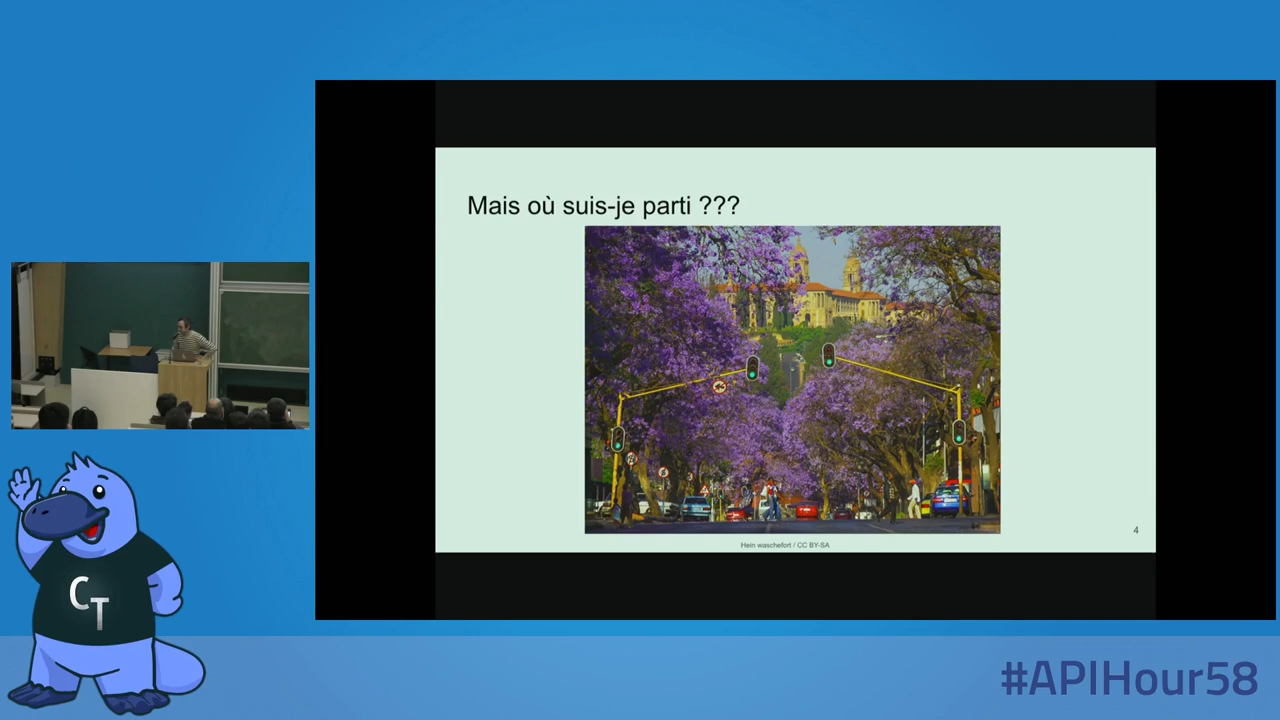 Mais où suis-je parti ???
4
Hein waschefort / CC BY-SA
CT
#APIHour58